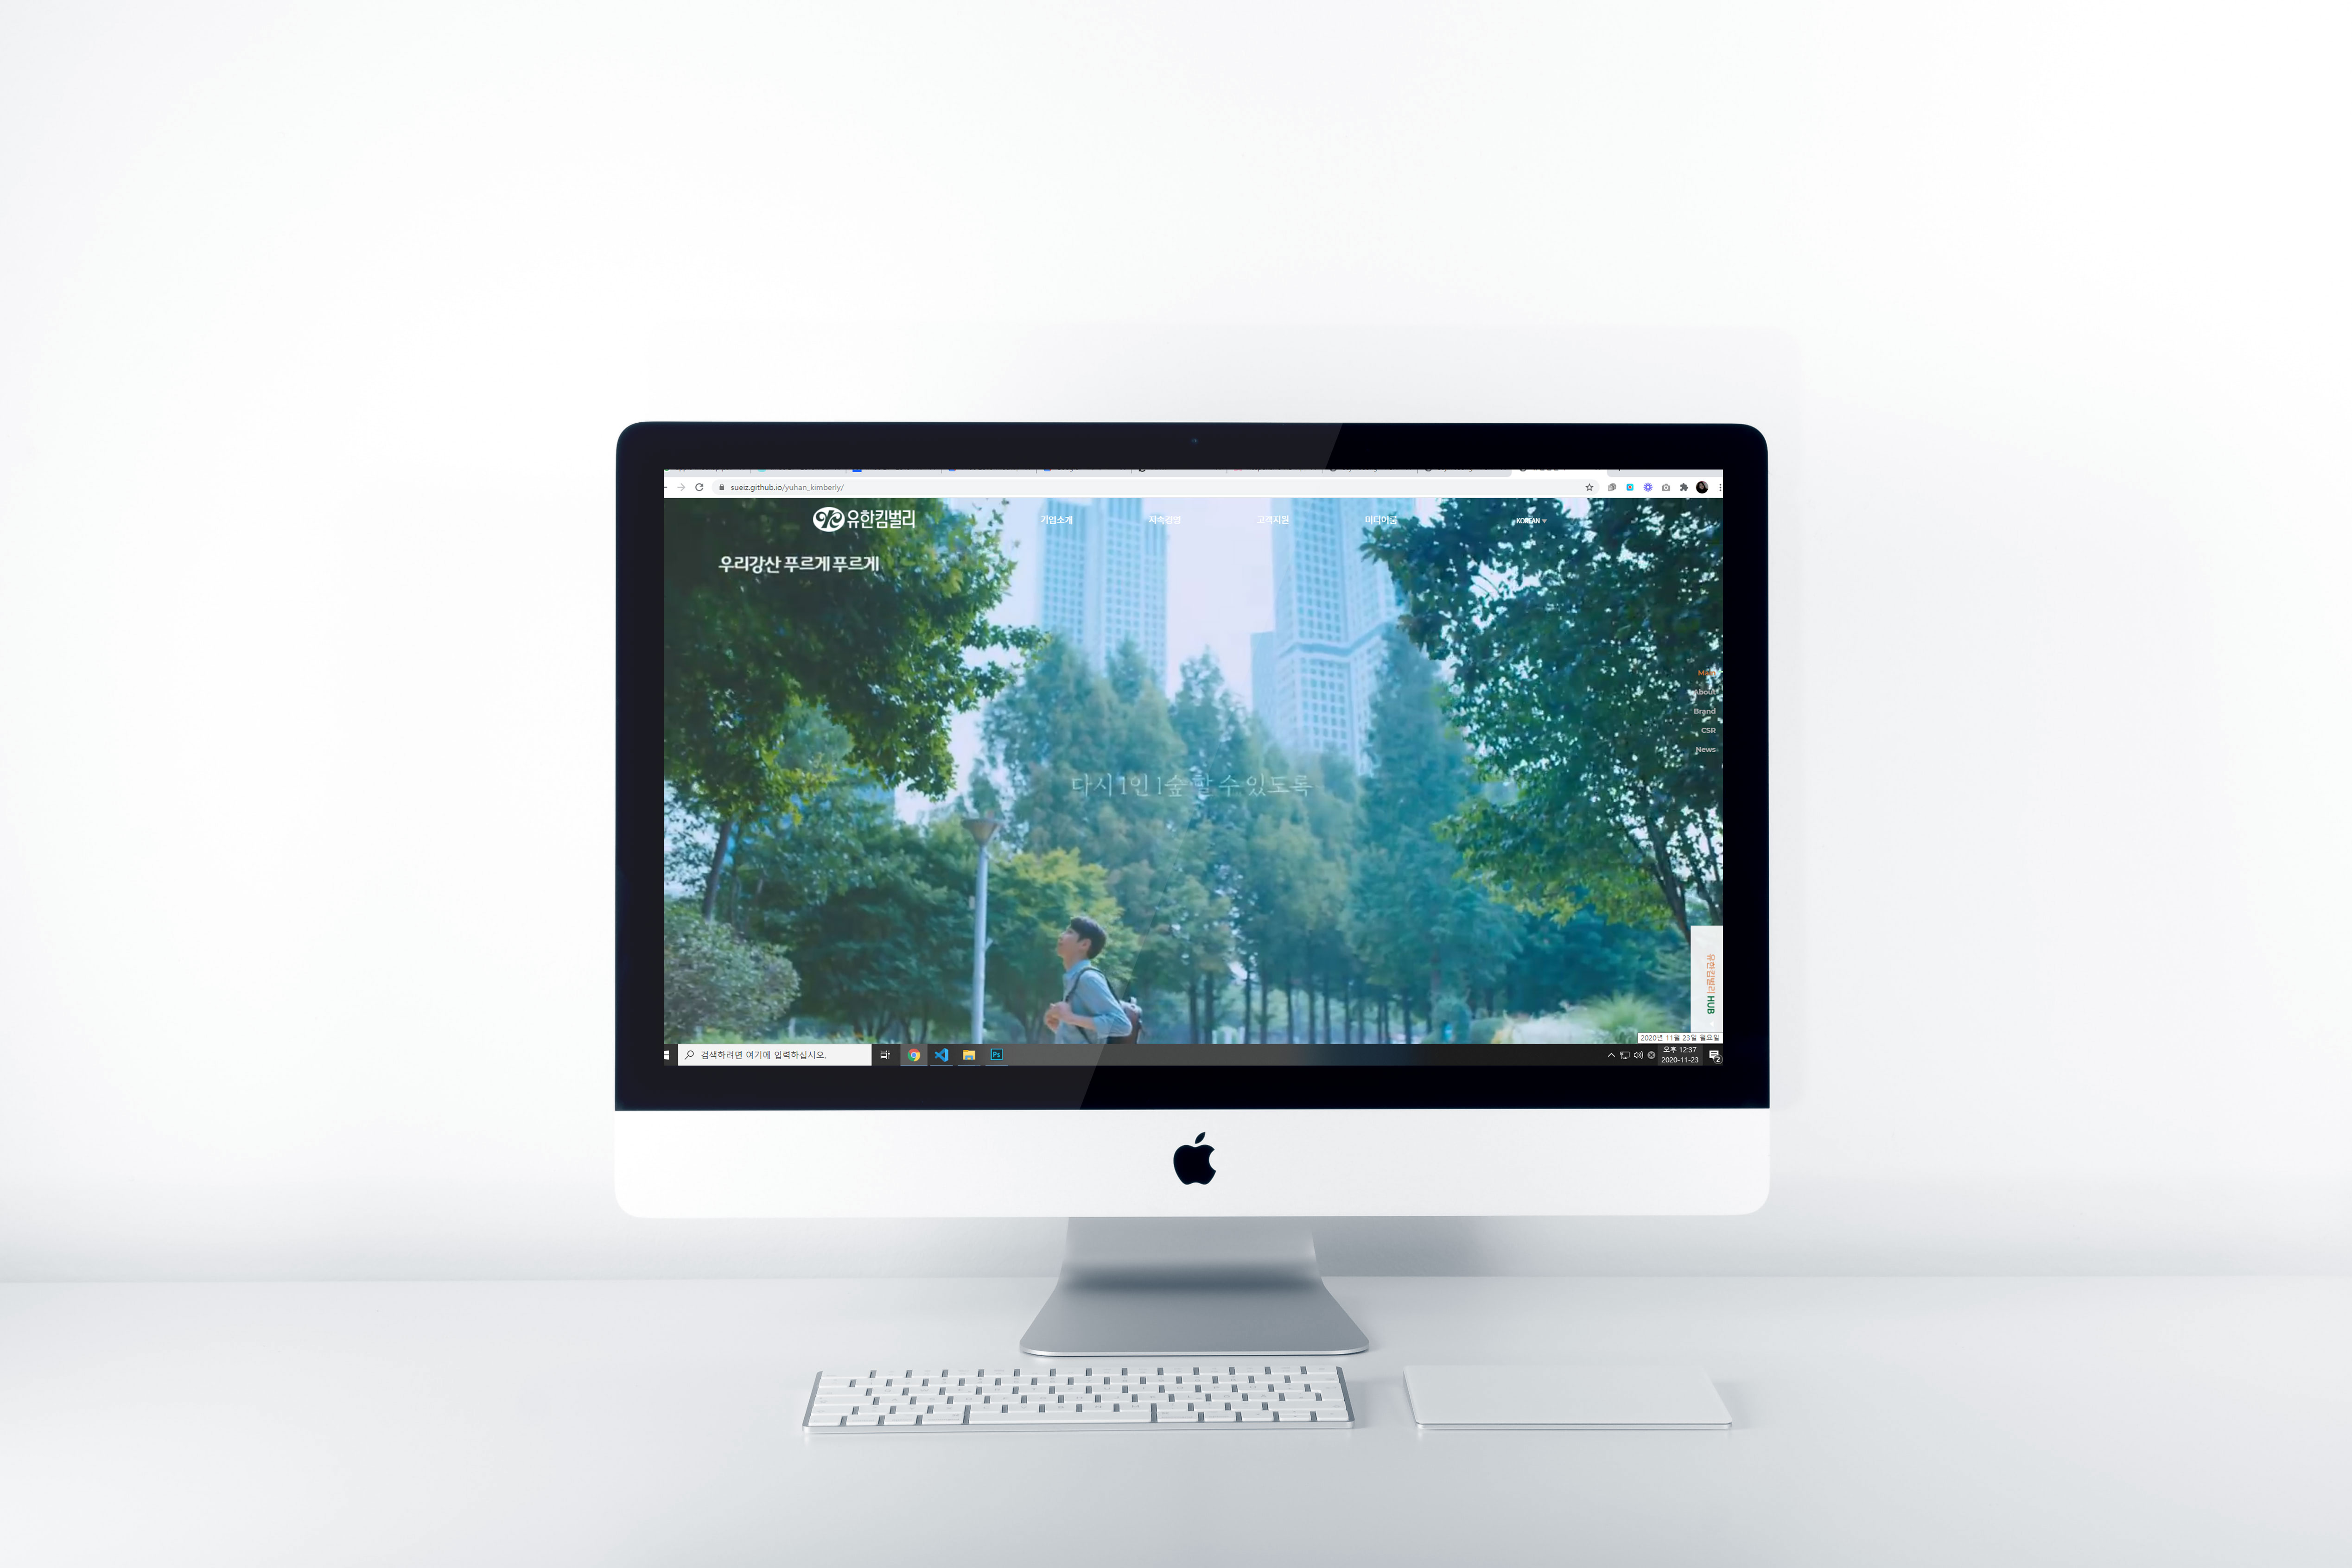 sueiz.github.io/yuhan_kimberly/
유한킴벌리
기업소개
지속경영
고객지원
미디어홍
KOREAN
우리강산 푸르게 푸르게
Main
About
Brand
CSR
News
다시 1인 1숲 할 수 있도록
유한킴벌리 HUB
2020년 11월 23일 월요일
검색하려면 여기에 입력하십시오.
Ps
오후 12:37
2020-11-23
2